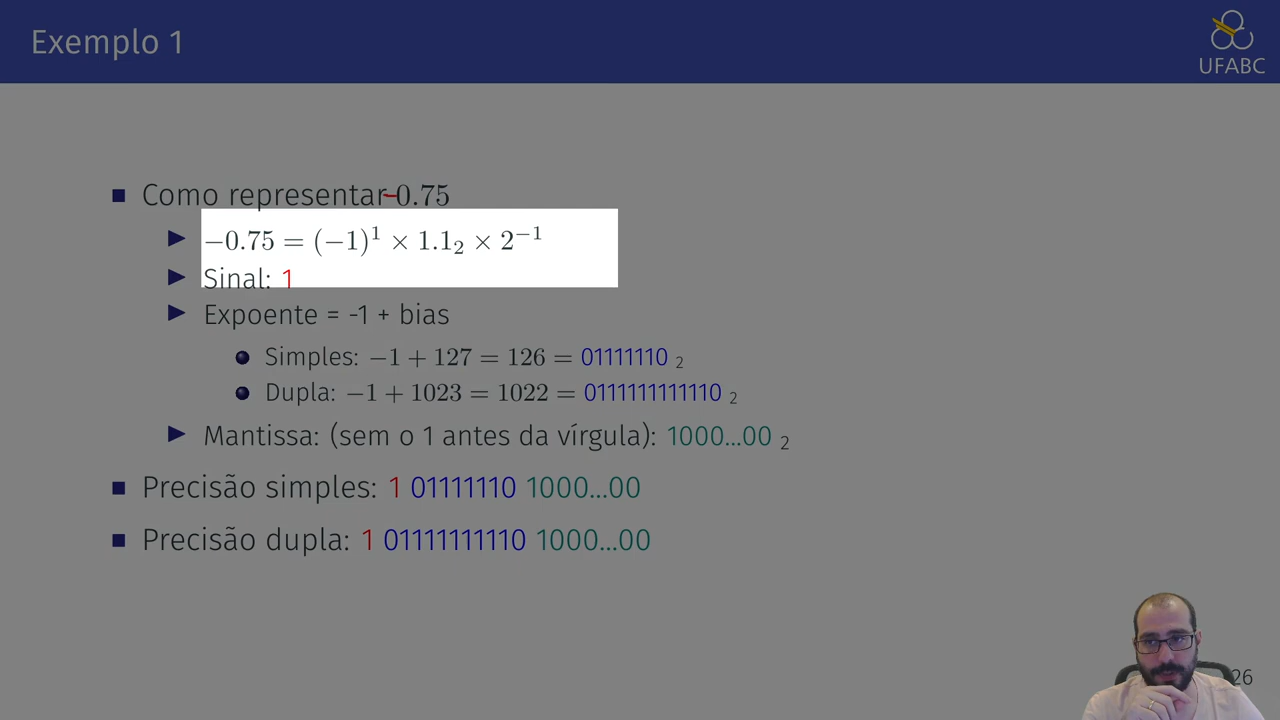 Exemplo 1
UFABC
Como representar -0.75
−0.75 = (−1)¹ × 1.1₂ × 2⁻¹
Sinal: 1
Expoente = -1 + bias
Simples: −1 + 127 = 126 = 01111110 ₂
Dupla: −1 + 1023 = 1022 = 0111111111110 ₂
Mantissa: (sem o 1 antes da vírgula): 1000...00 ₂
Precisão simples: 1 01111110 1000...00
Precisão dupla: 1 01111111110 1000...00
26